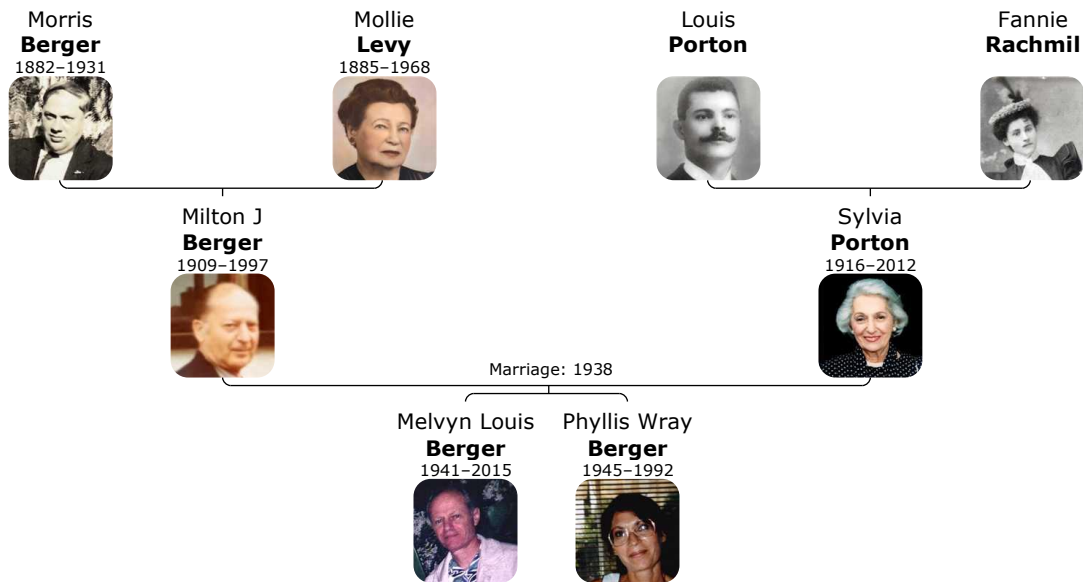 Morris
Berger
1882–1931
Mollie
Levy
1885–1968
Louis
Porton
Fannie
Rachmil
Milton J
Berger
1909–1997
Sylvia
Porton
1916–2012
Marriage: 1938
Melvyn Louis
Berger
1941–2015
Phyllis Wray
Berger
1945–1992